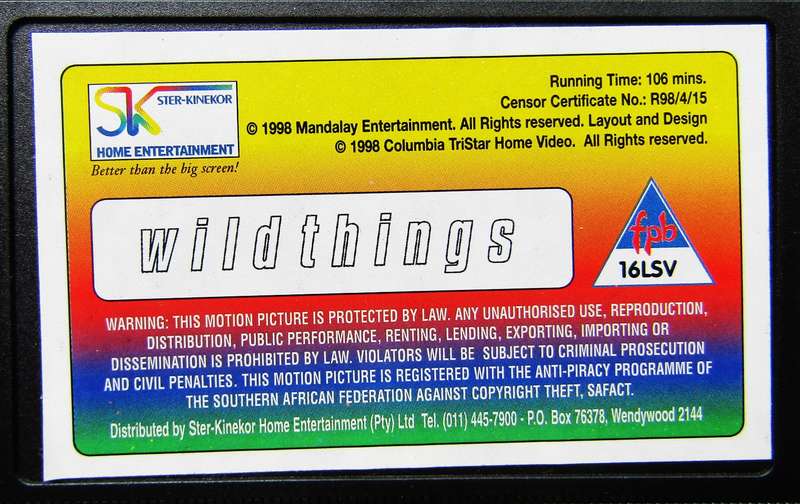 SK STER-KINEKOR
HOME ENTERTAINMENT
Better than the big screen!
Running Time: 106 mins.
Censor Certificate No.: R98/4/15
© 1998 Mandalay Entertainment. All Rights reserved. Layout and Design
© 1998 Columbia TriStar Home Video. All Rights reserved.
wildthings
fpb
16LSV
WARNING: THIS MOTION PICTURE IS PROTECTED BY LAW. ANY UNAUTHORISED USE, REPRODUCTION,
DISTRIBUTION, PUBLIC PERFORMANCE, RENTING, LENDING, EXPORTING, IMPORTING OR
DISSEMINATION IS PROHIBITED BY LAW. VIOLATORS WILL BE SUBJECT TO CRIMINAL PROSECUTION
AND CIVIL PENALTIES. THIS MOTION PICTURE IS REGISTERED WITH THE ANTI-PIRACY PROGRAMME OF
THE SOUTHERN AFRICAN FEDERATION AGAINST COPYRIGHT THEFT, SAFACT.
Distributed by Ster-Kinekor Home Entertainment (Pty) Ltd Tel. (011) 445-7900 - P.O. Box 76378, Wendywood 2144